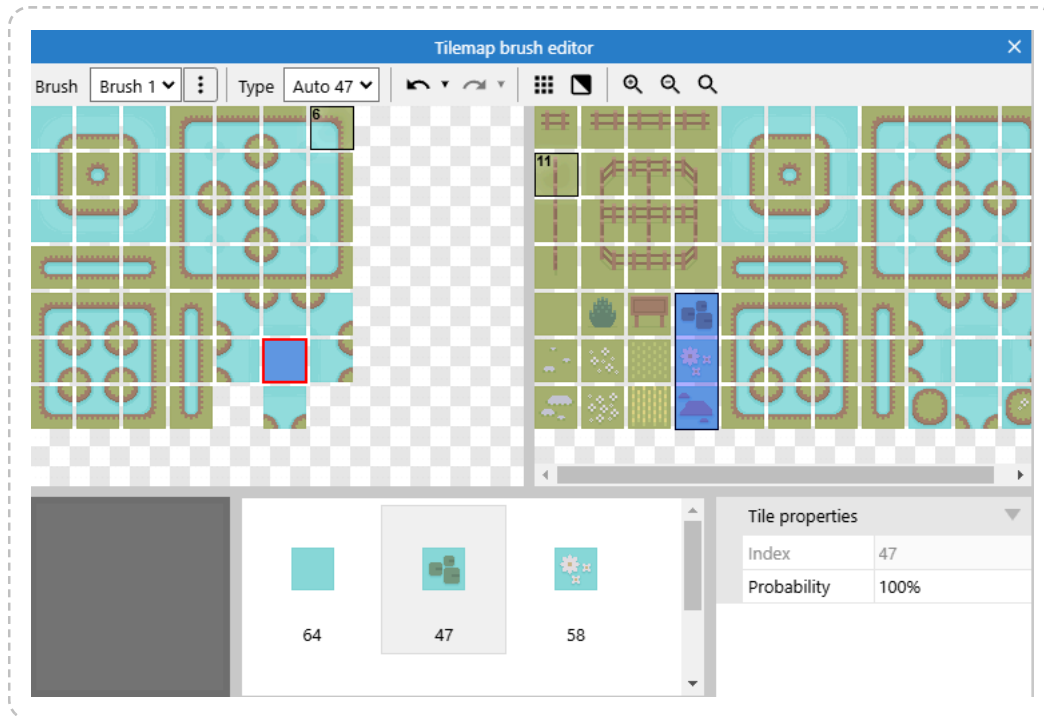 Tilemap brush editor
Brush Brush 1 Type Auto 47
6
11
64 47 58
Tile properties
Index 47
Probability 100%